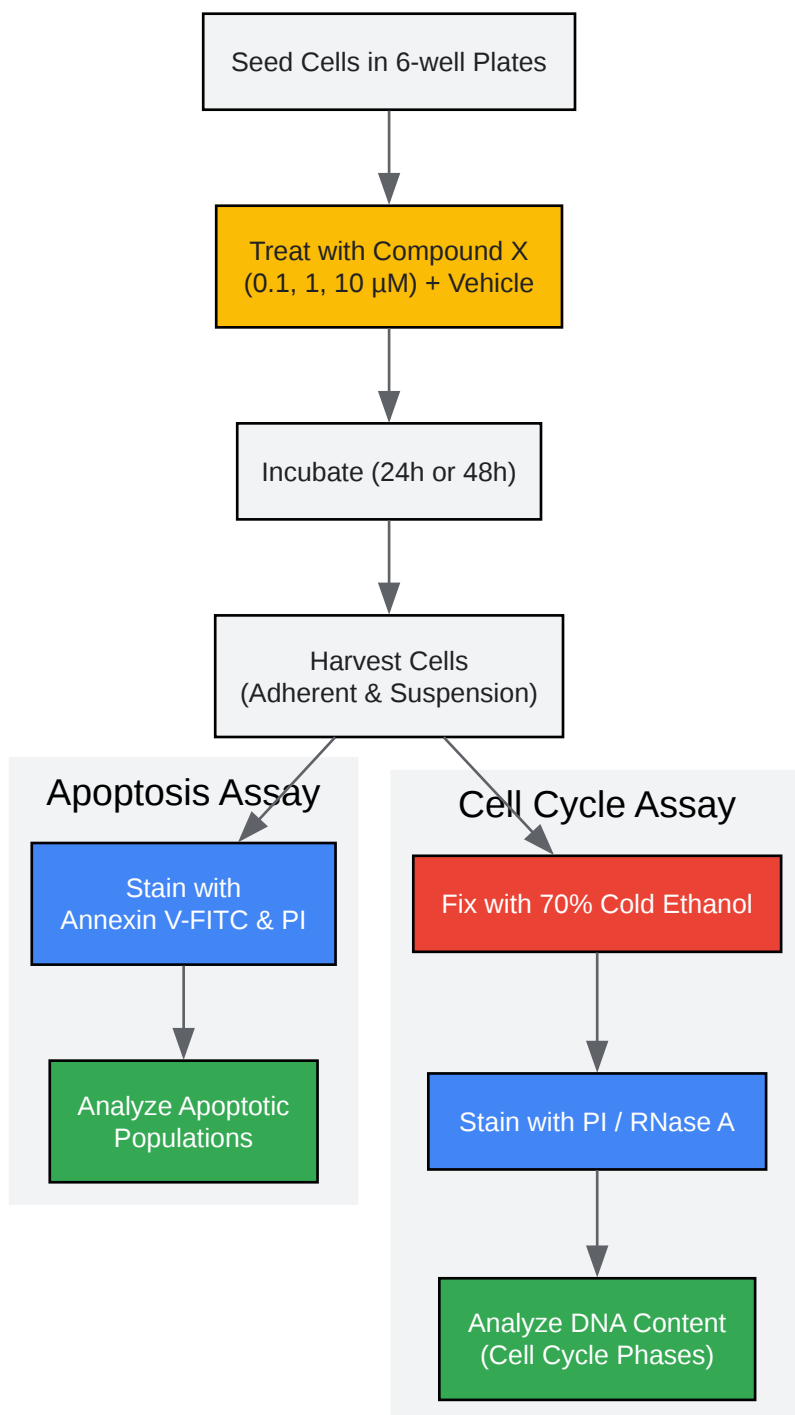 Seed Cells in 6-well Plates
Treat with Compound X
(0.1, 1, 10 µM) + Vehicle
Incubate (24h or 48h)
Harvest Cells
(Adherent & Suspension)
Apoptosis Assay
Stain with
Annexin V-FITC & PI
Analyze Apoptotic
Populations
Cell Cycle Assay
Fix with 70% Cold Ethanol
Stain with PI / RNase A
Analyze DNA Content
(Cell Cycle Phases)